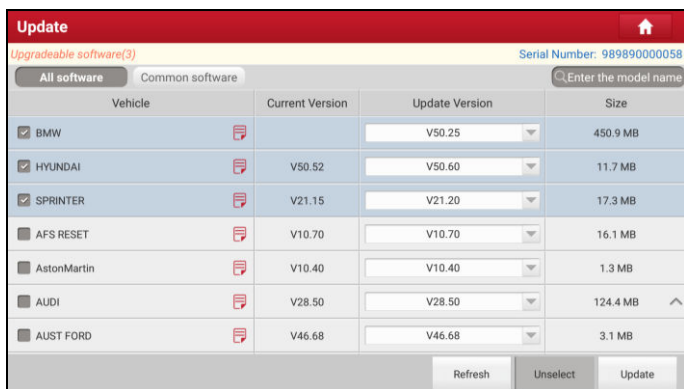 Update
Upgradeable software(3)
Serial Number: 989890000058
All software
Common software
Enter the model name
Vehicle Current Version Update Version Size
BMW V50.25 450.9 MB
HYUNDAI V50.52 V50.60 11.7 MB
SPRINTER V21.15 V21.20 17.3 MB
AFS RESET V10.70 V10.70 16.1 MB
AstonMartin V10.40 V10.40 1.3 MB
AUDI V28.50 V28.50 124.4 MB
AUST FORD V46.68 V46.68 3.1 MB
Refresh Unselect Update